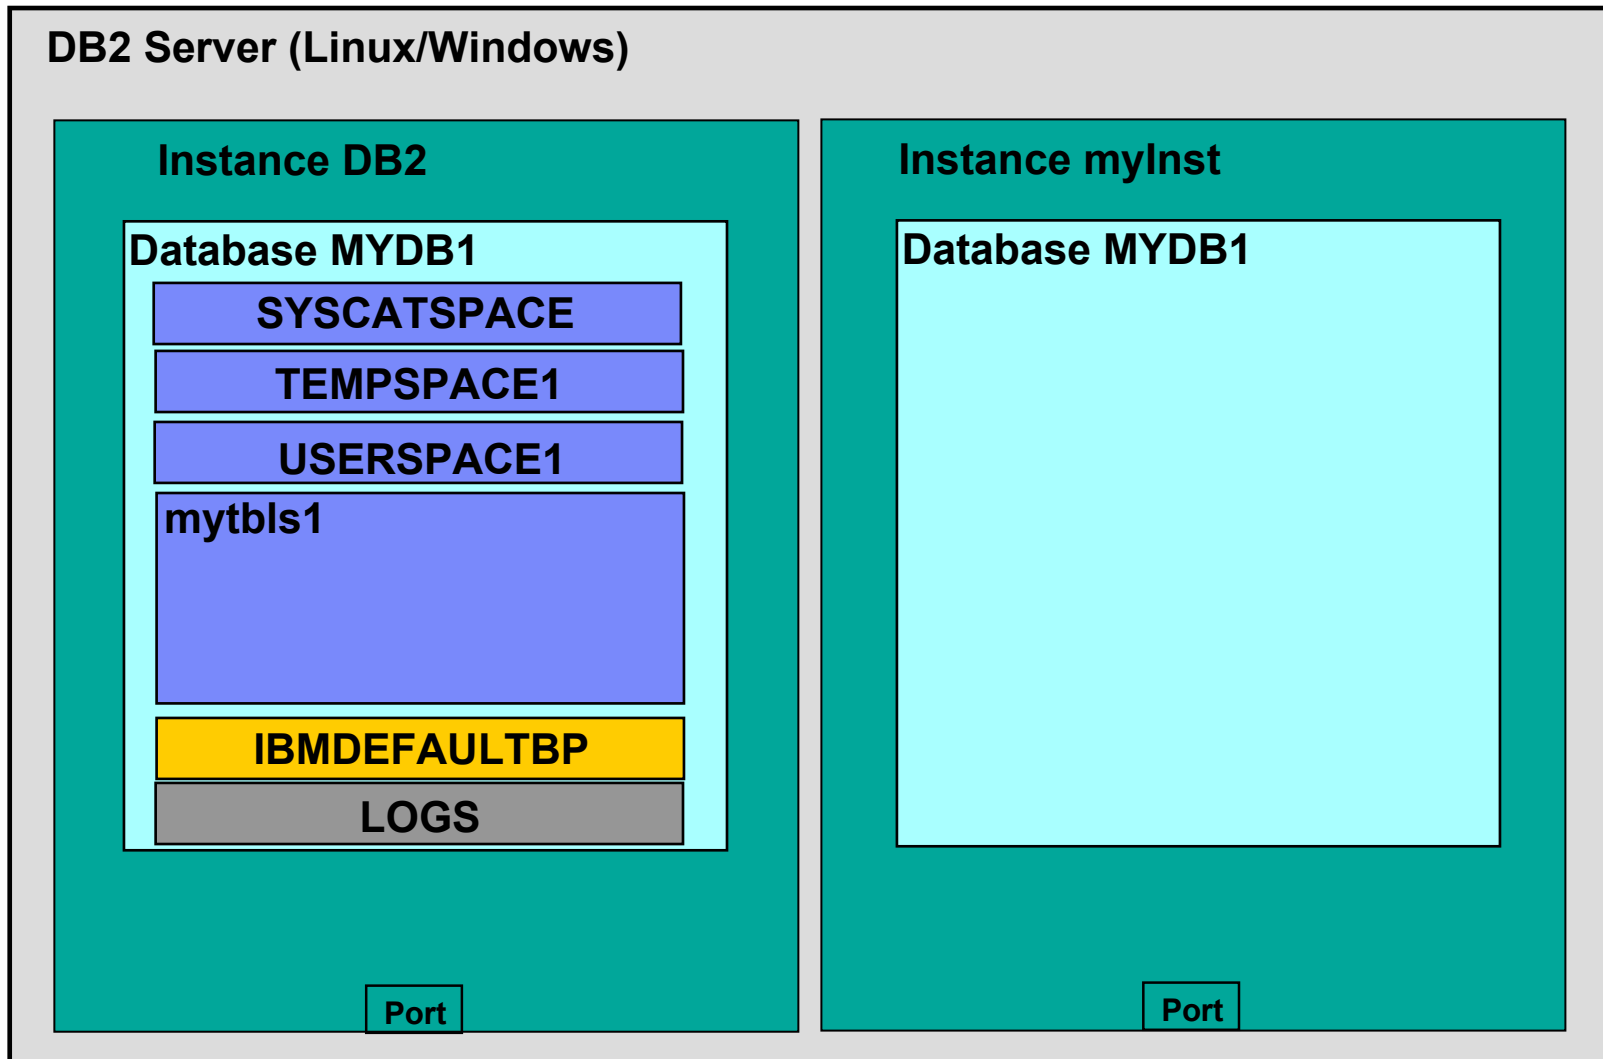 DB2 Server (Linux/Windows)
Instance DB2
Database MYDB1
SYSCATSPACE
TEMPSPACE1
USERSPACE1
mytbls1
IBMDEFAULTBP
LOGS
Port
Instance myInst
Database MYDB1
Port